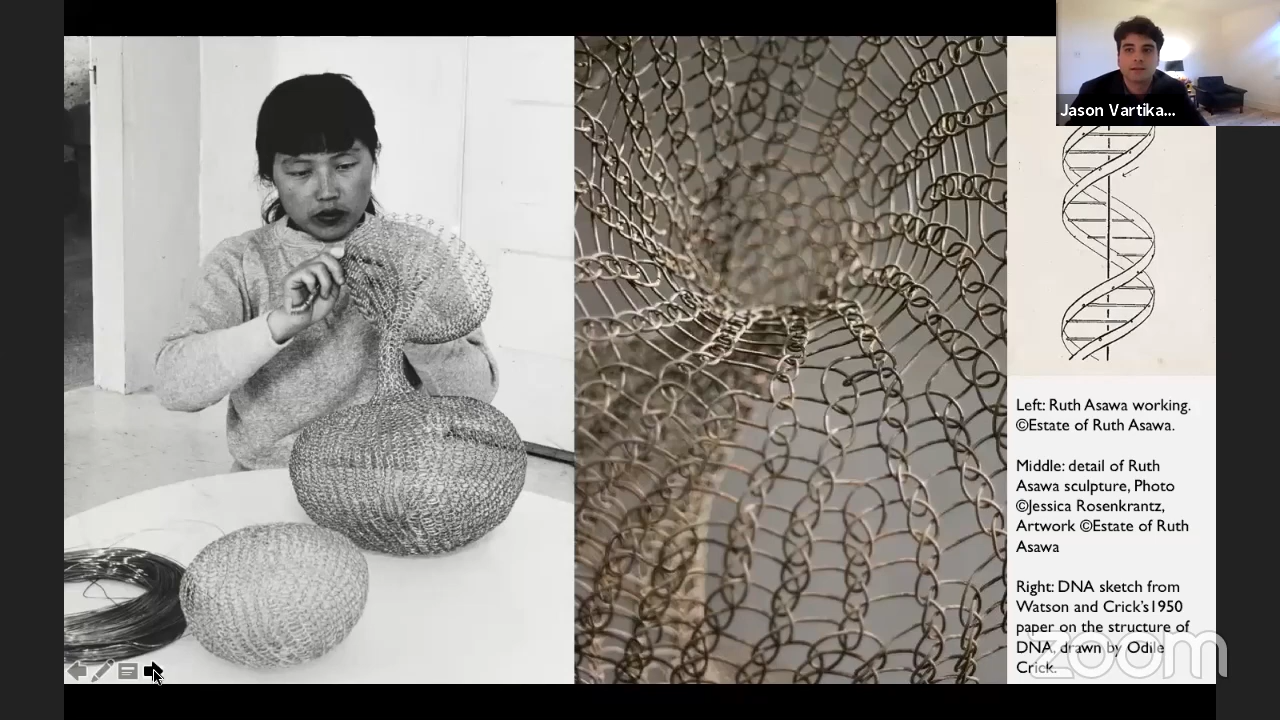 Jason Vartika...
Left: Ruth Asawa working.
©Estate of Ruth Asawa.
Middle: detail of Ruth
Asawa sculpture, Photo
©Jessica Rosenkrantz,
Artwork ©Estate of Ruth
Asawa
Right: DNA sketch from
Watson and Crick's1950
paper on the structure of
DNA, drawn by Odile
Crick.
zoom